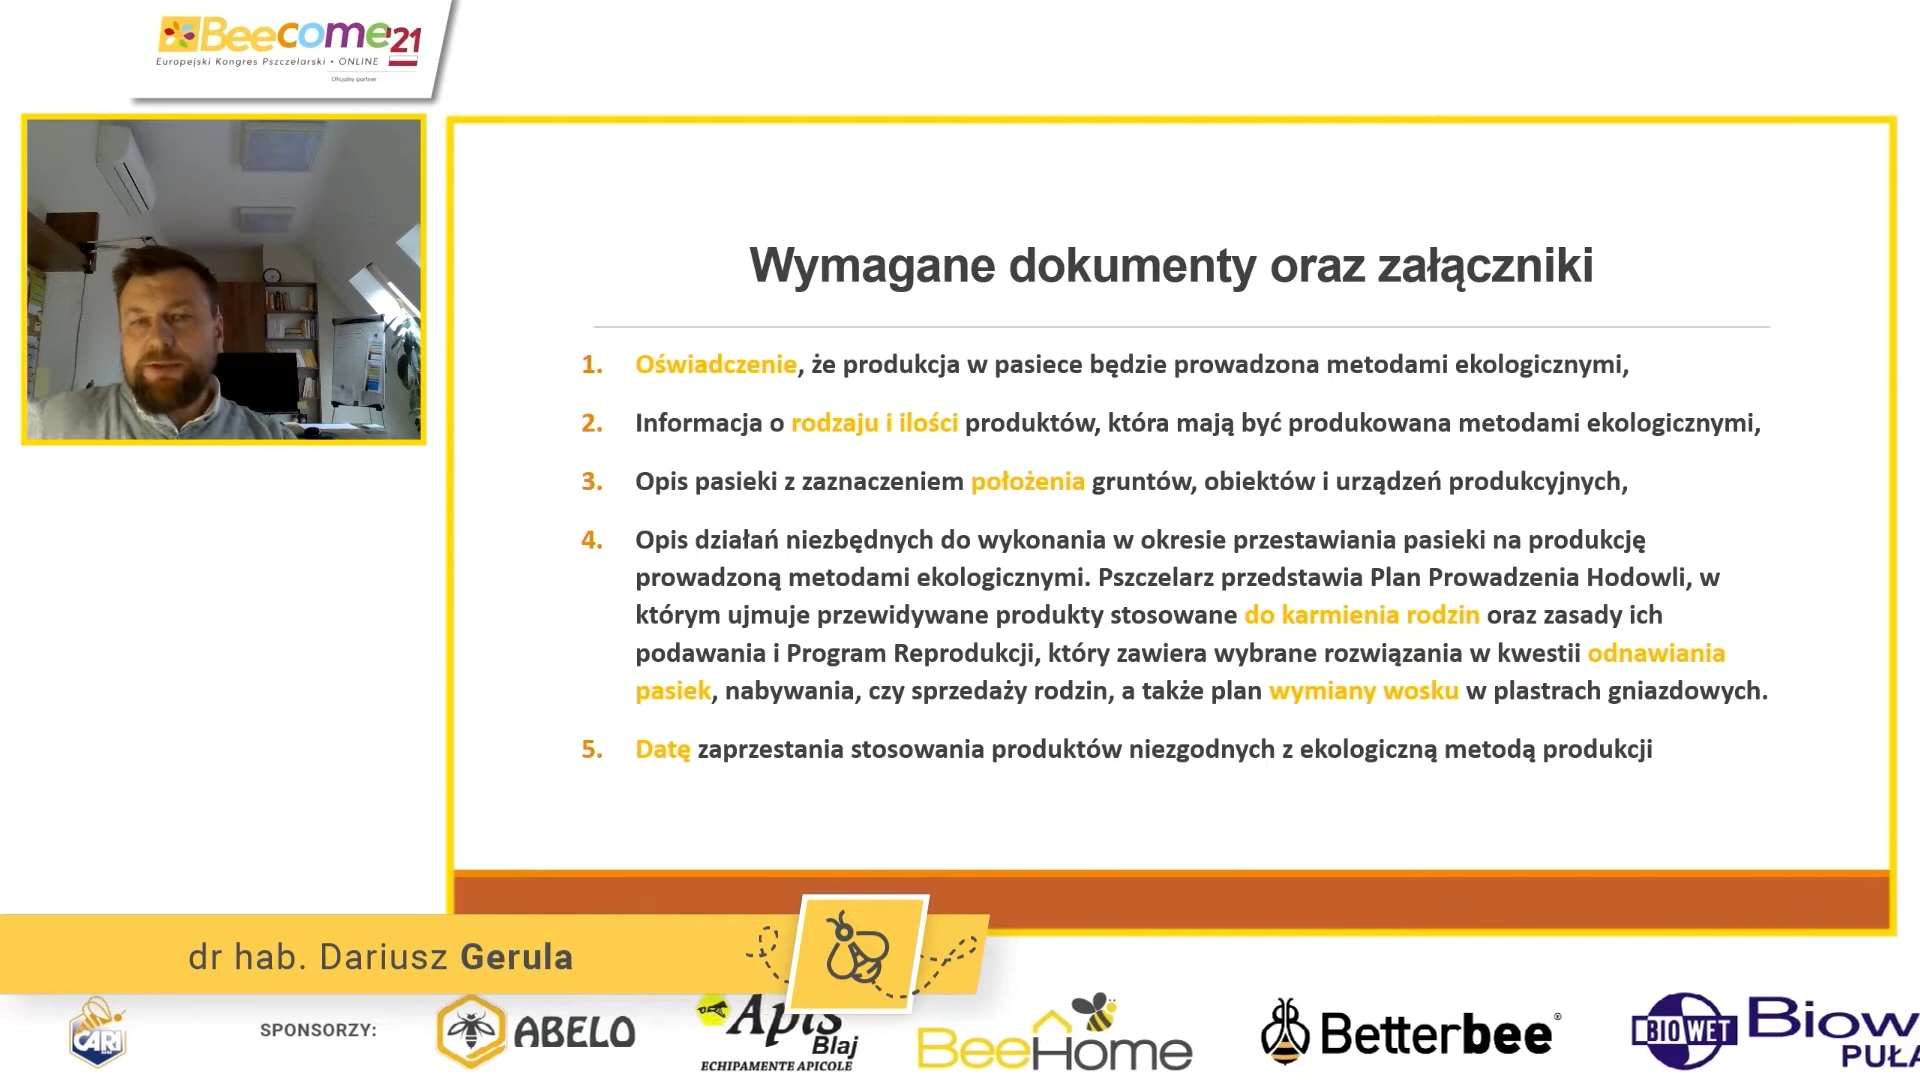 Beecome'21
Europejski Kongres Pszczelarski • ONLINE
Oficjalny partner
Wymagane dokumenty oraz załączniki
1. Oświadczenie, że produkcja w pasiece będzie prowadzona metodami ekologicznymi,
2. Informacja o rodzaju i ilości produktów, która mają być produkowana metodami ekologicznymi,
3. Opis pasieki z zaznaczeniem położenia gruntów, obiektów i urządzeń produkcyjnych,
4. Opis działań niezbędnych do wykonania w okresie przestawiania pasieki na produkcję
prowadzoną metodami ekologicznymi. Pszczelarz przedstawia Plan Prowadzenia Hodowli, w
którym ujmuje przewidywane produkty stosowane do karmienia rodzin oraz zasady ich
podawania i Program Reprodukcji, który zawiera wybrane rozwiązania w kwestii odnawiania
pasiek, nabywania, czy sprzedaży rodzin, a także plan wymiany wosku w plastrach gniazdowych.
5. Datę zaprzestania stosowania produktów niezgodnych z ekologiczną metodą produkcji
dr hab. Dariusz Gerula
CARI
SPONSORZY:
ABELO
Apis
Blaj
ECHIPAMENTE APICOLE
BeeHome
Betterbee®
BIOWET
Biow
PUŁA